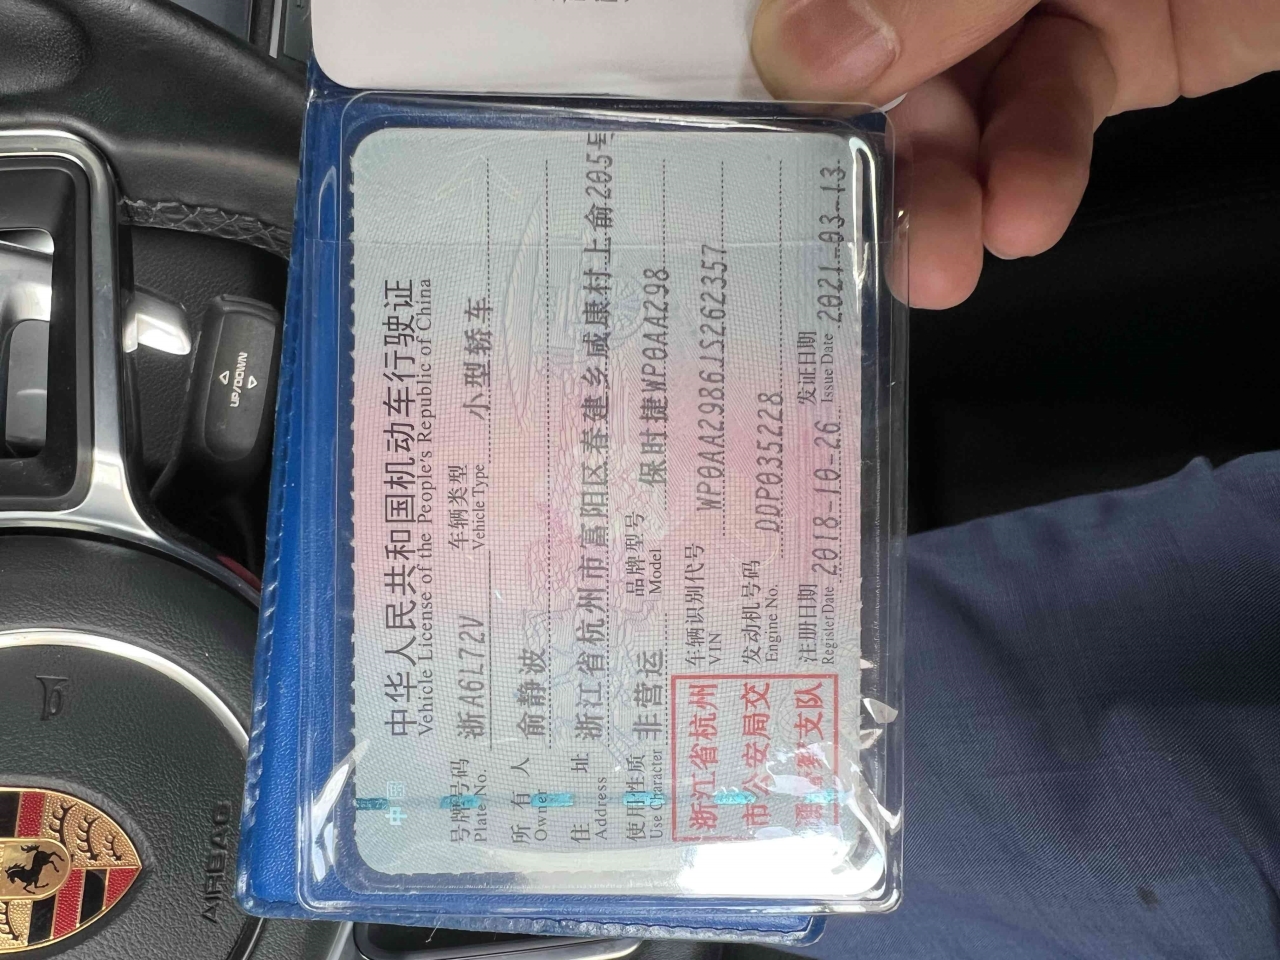 中华人民共和国机动车行驶证
Vehicle License of the People's Republic of China
号牌号码 浙A6L72V 车辆类型 小型轿车
Plate No. Vehicle Type
所有人 俞静波
Owner
住址 浙江省杭州市富阳区春建乡咸康村上俞205号
Address
使用性质 非营运 品牌型号 保时捷WP0AA298
Use Character Model
车辆识别代号 WP0AA2986JS262357
VIN
发动机号码 DDP035228
Engine No.
注册日期 2018-10-26 发证日期 2021-03-13
Register Date Issue Date
浙江省杭州
市公安局交
支队
中国
UP/DOWN
AIRBAG